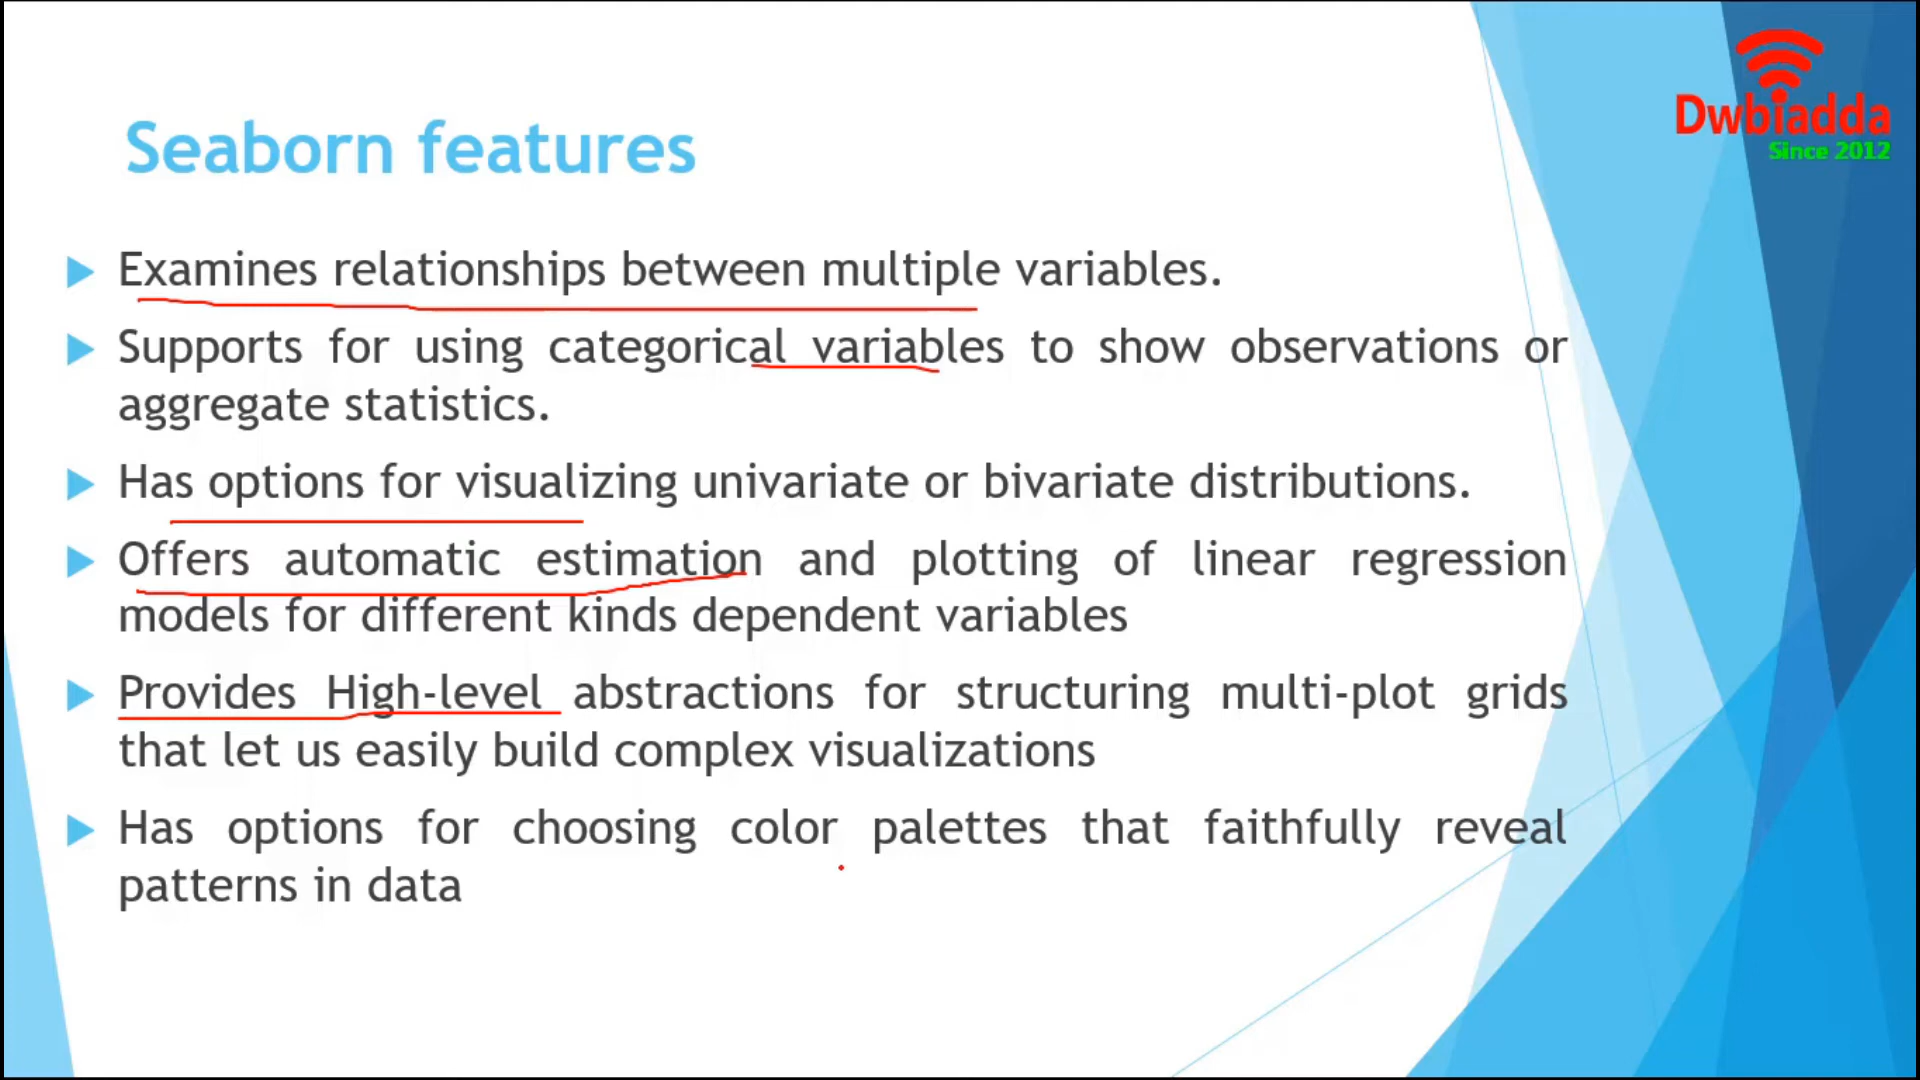 Dwbiadda
Since 2012
Seaborn features
Examines relationships between multiple variables.
Supports for using categorical variables to show observations or
aggregate statistics.
Has options for visualizing univariate or bivariate distributions.
Offers automatic estimation and plotting of linear regression
models for different kinds dependent variables
Provides High-level abstractions for structuring multi-plot grids
that let us easily build complex visualizations
Has options for choosing color palettes that faithfully reveal
patterns in data